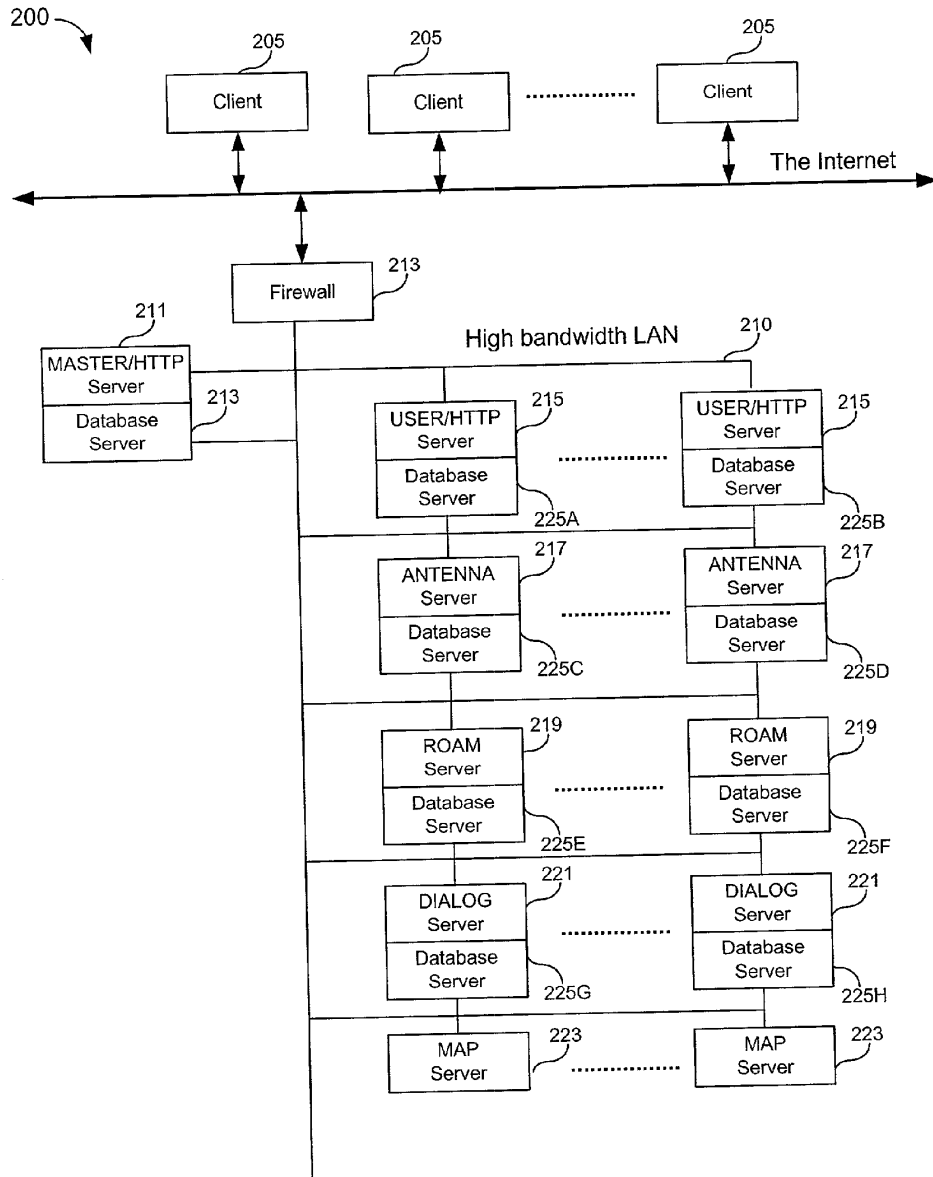 200
205
205
205
Client
Client
Client
The Internet
Firewall
213
211
High bandwidth LAN
210
MASTER/HTTP
Server
Database
Server
213
USER/HTTP
Server
Database
Server
215
225A
USER/HTTP
Server
Database
Server
215
225B
ANTENNA
Server
Database
Server
217
225C
ANTENNA
Server
Database
Server
217
225D
ROAM
Server
Database
Server
219
225E
ROAM
Server
Database
Server
219
225F
DIALOG
Server
Database
Server
221
225G
DIALOG
Server
Database
Server
221
225H
MAP
Server
223
MAP
Server
223